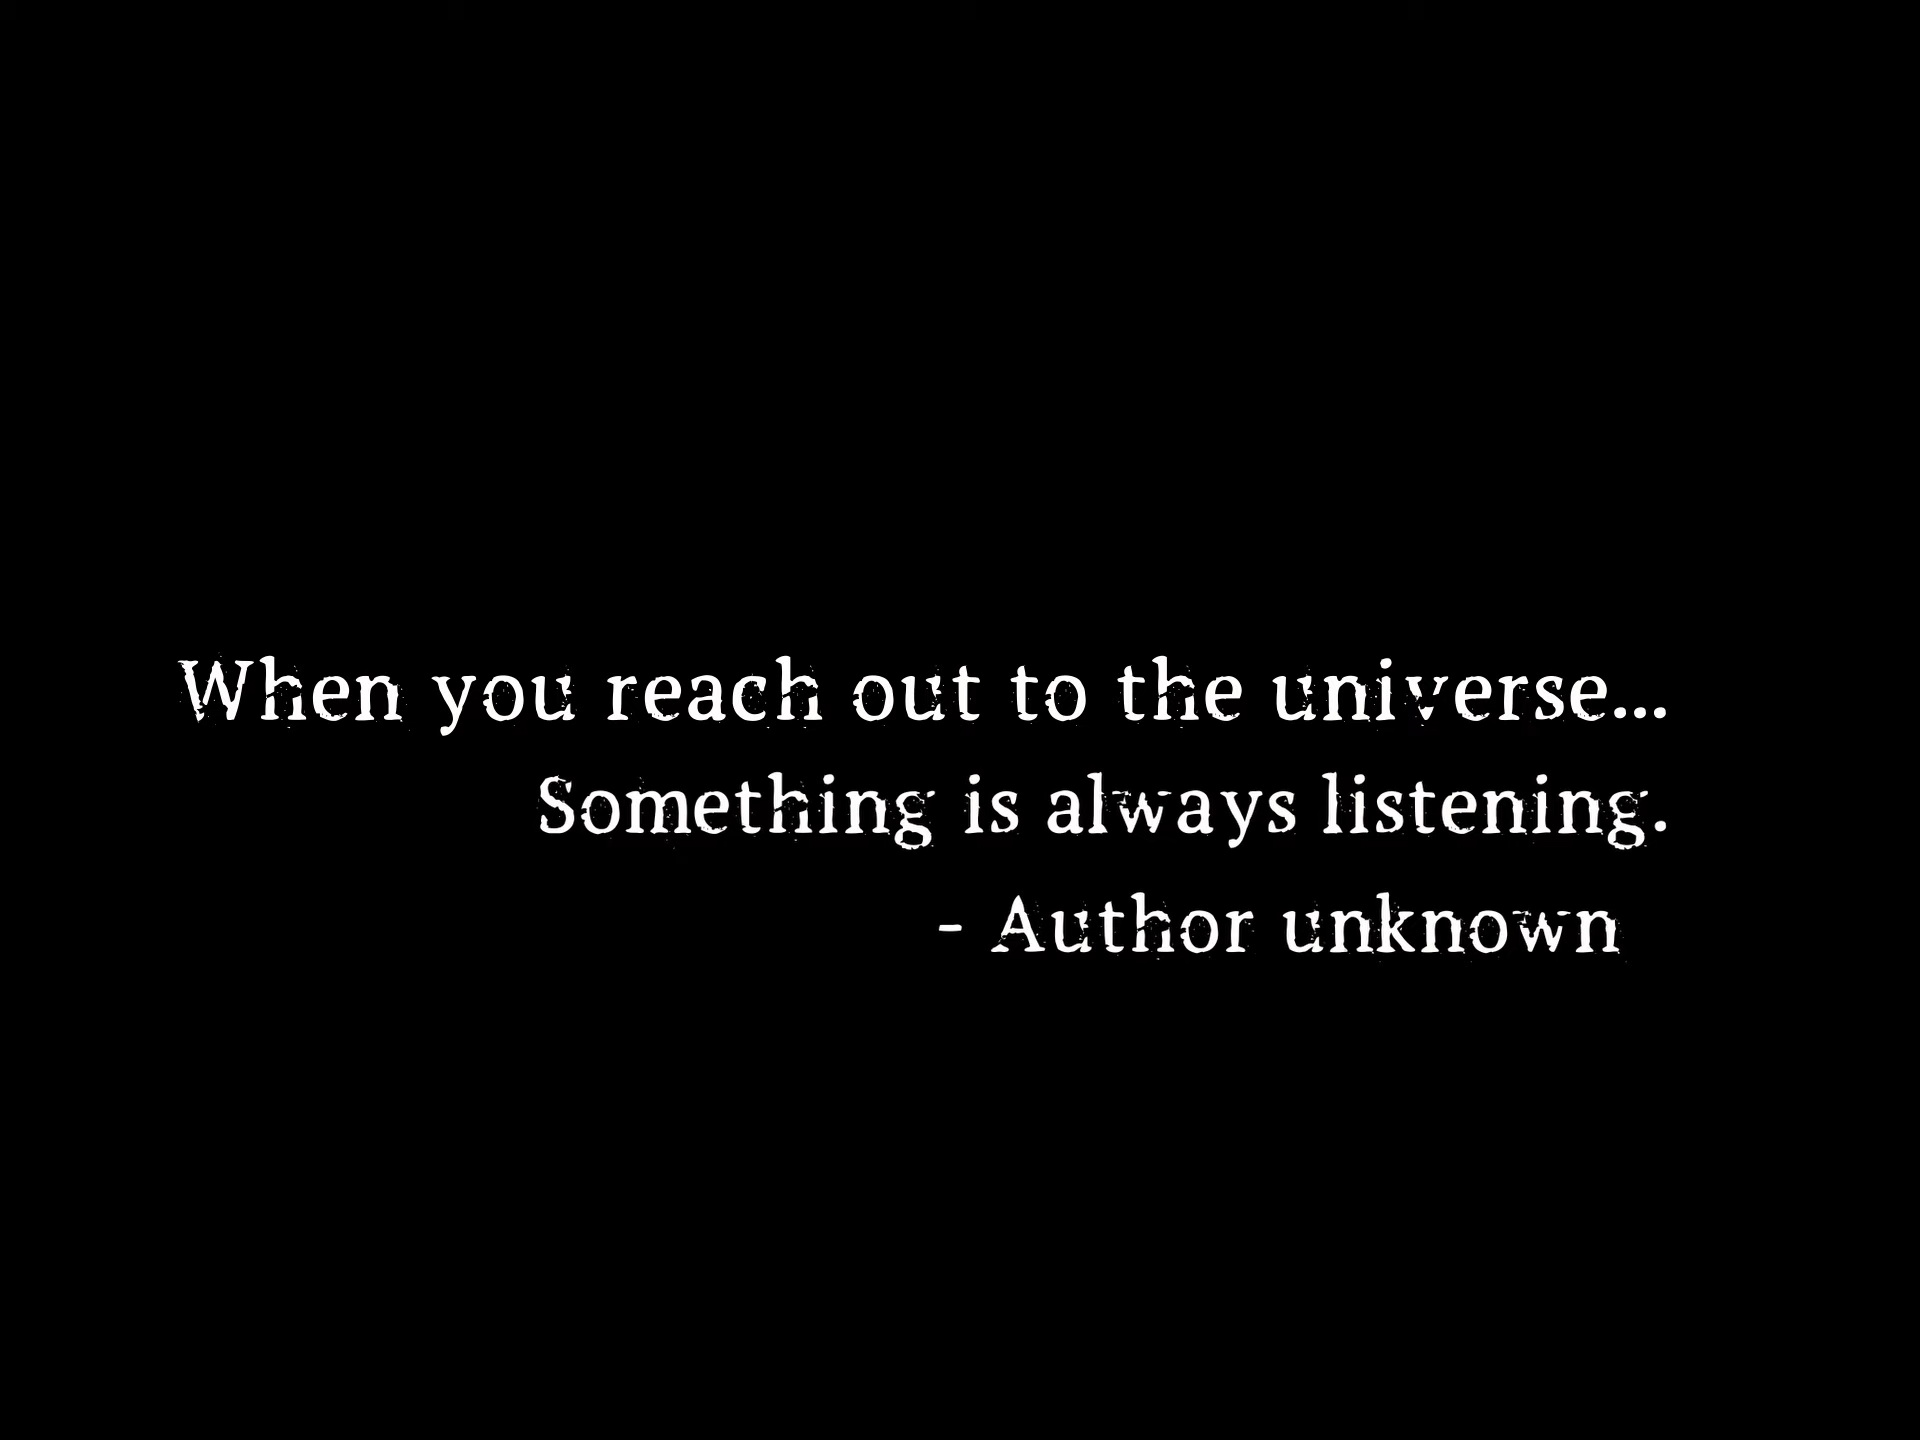 When you reach out to the universe...
Something is always listening.
- Author unknown